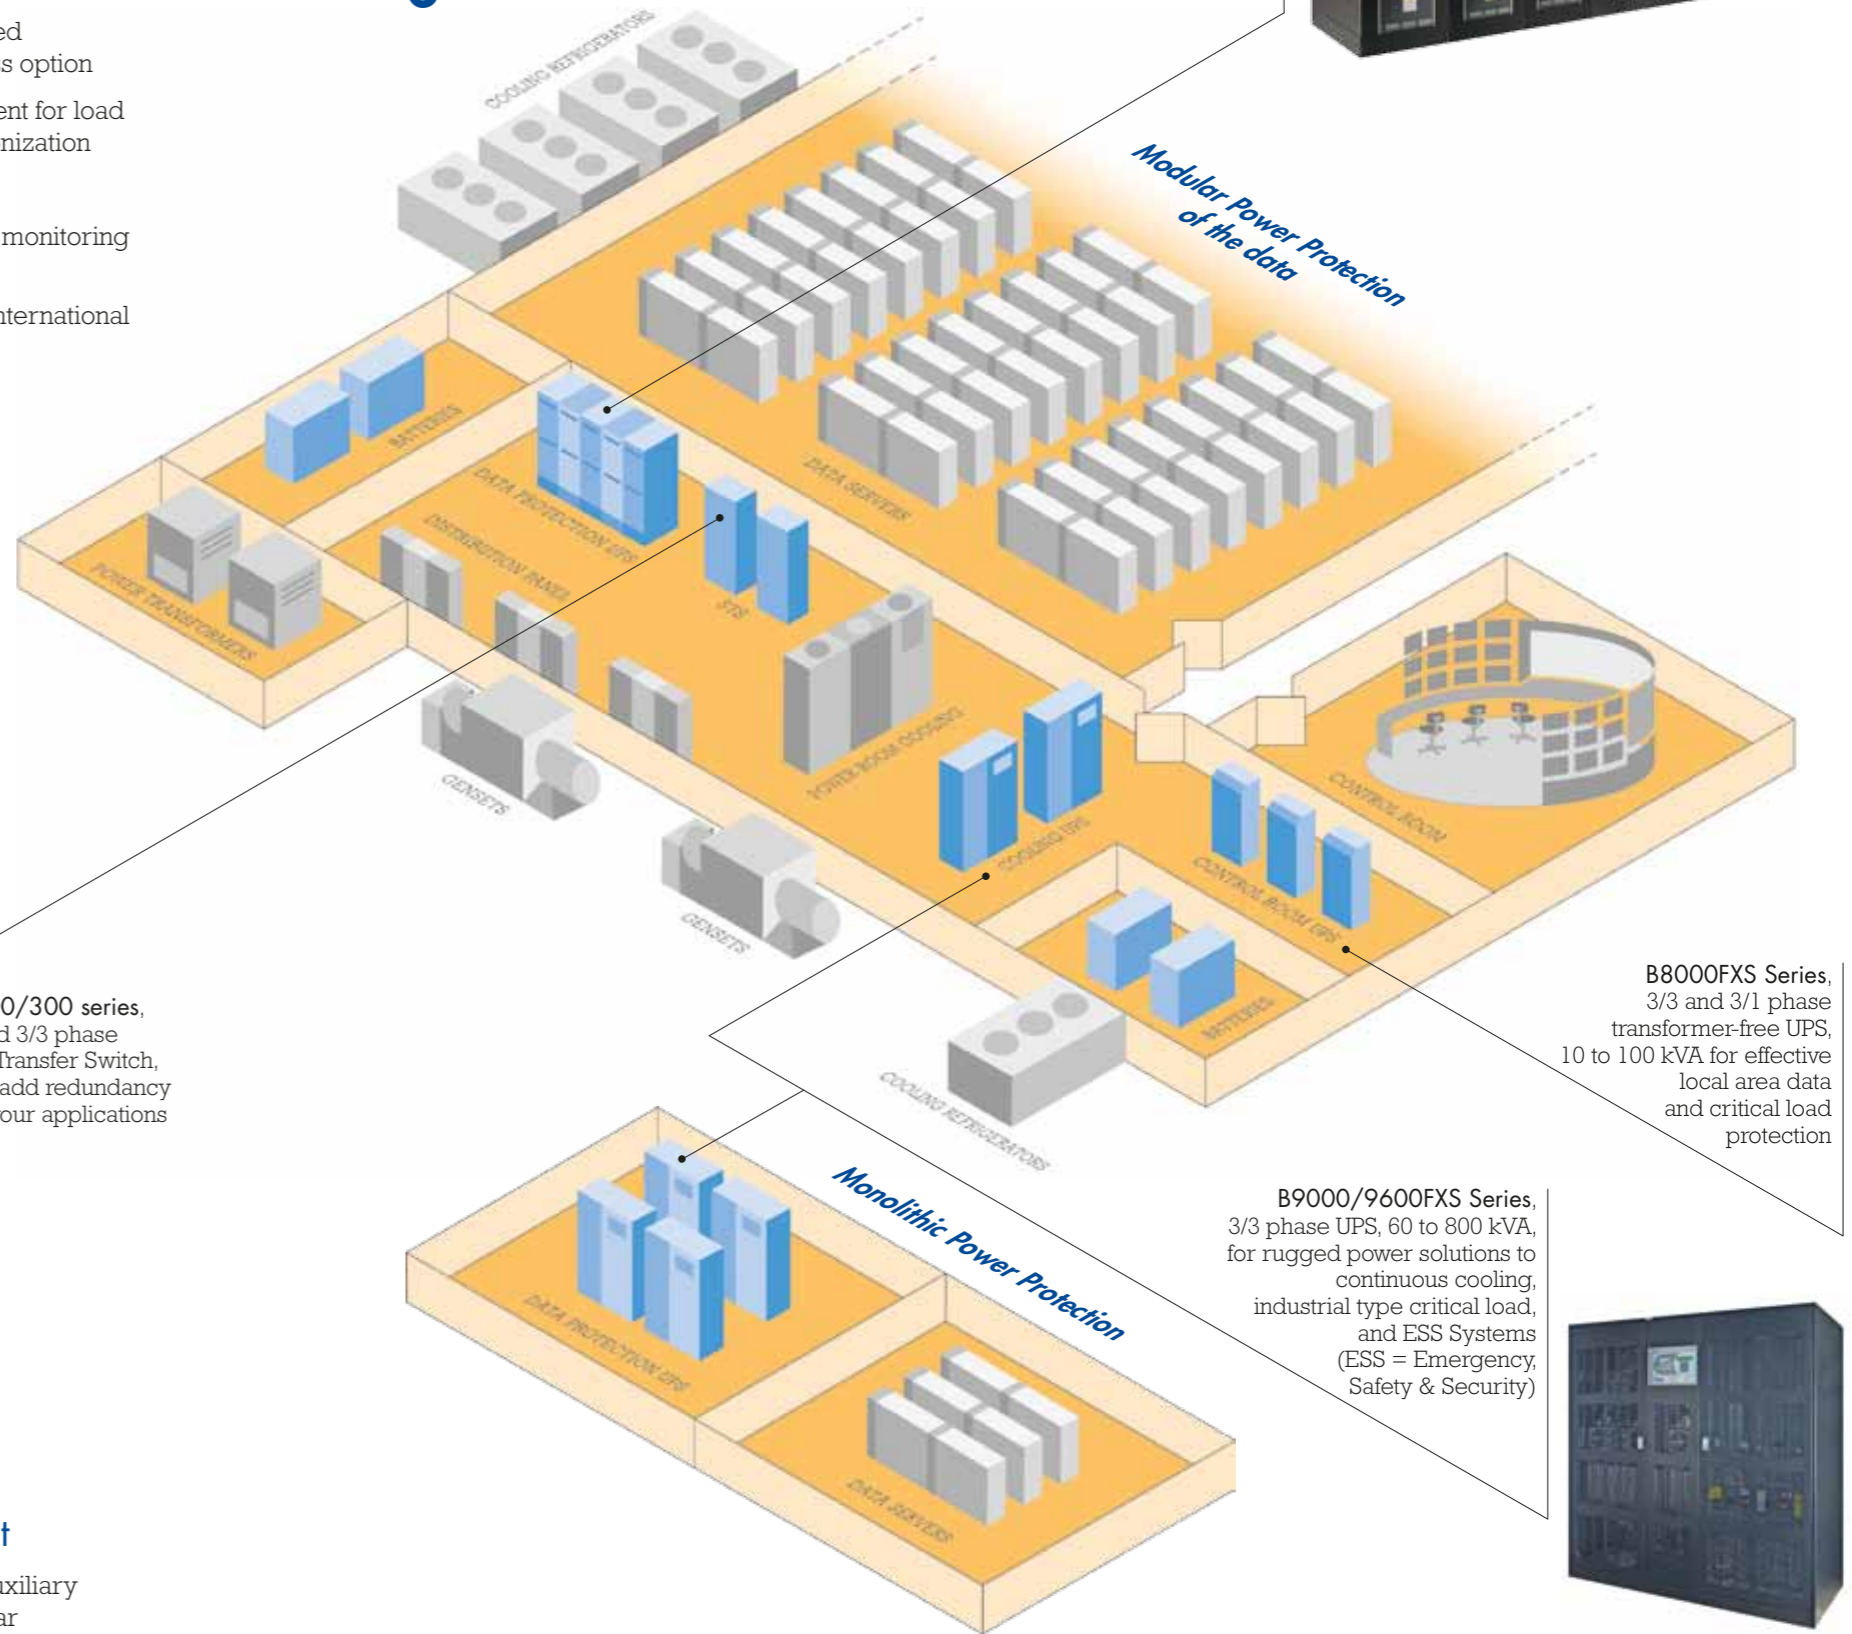 ed
s option
ent for load
nization
monitoring
nternational
COOLING REFRIGERATORS
Modular Power Protection
of the data
BATTERIES
DATA PROTECTION UPS
DATA SERVERS
DISTRIBUTION PANEL
STS
POWER TRANSFORMERS
POWER ROOM COOLING
GENSETS
CONTROL ROOM
COOLING UPS
CONTROL ROOM UPS
GENSETS
BATTERIES
COOLING REFRIGERATORS
0/300 series,
d 3/3 phase
Transfer Switch,
add redundancy
your applications
B8000FXS Series,
3/3 and 3/1 phase
transformer-free UPS,
10 to 100 kVA for effective
local area data
and critical load
protection
Monolithic Power Protection
B9000/9600FXS Series,
3/3 phase UPS, 60 to 800 kVA,
for rugged power solutions to
continuous cooling,
industrial type critical load,
and ESS Systems
(ESS = Emergency,
Safety & Security)
DATA PROTECTION UPS
DATA SERVERS
t
uxiliary
ar